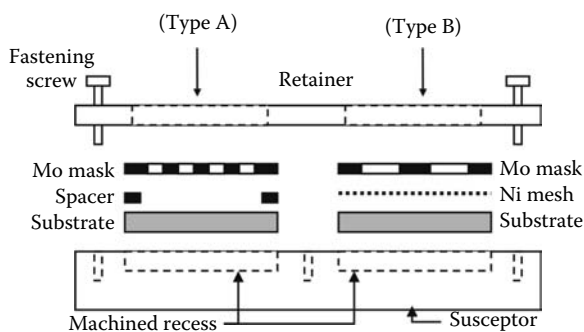 (Type A)
(Type B)
Fastening
screw
Retainer
Mo mask
Mo mask
Spacer
Ni mesh
Substrate
Substrate
Machined recess
Susceptor